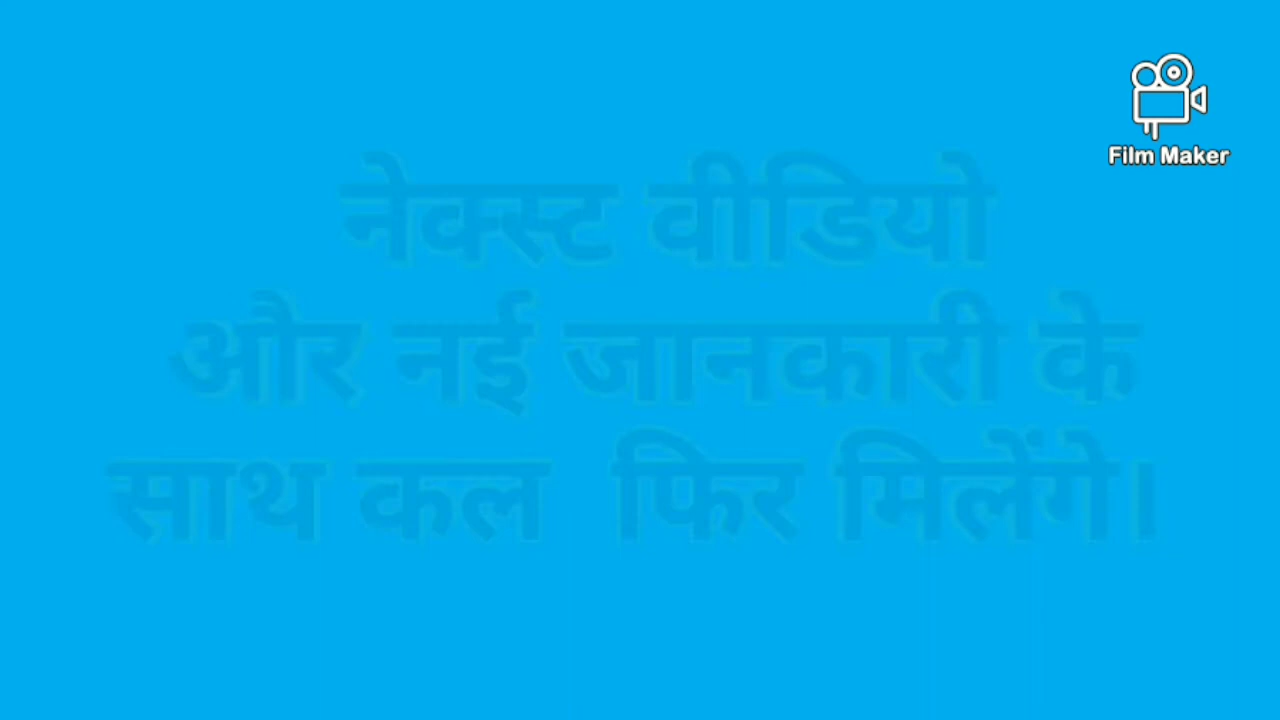 Film Maker
नेक्स्ट वीडियो
और नई जानकारी के
साथ कल फिर मिलेंगे।